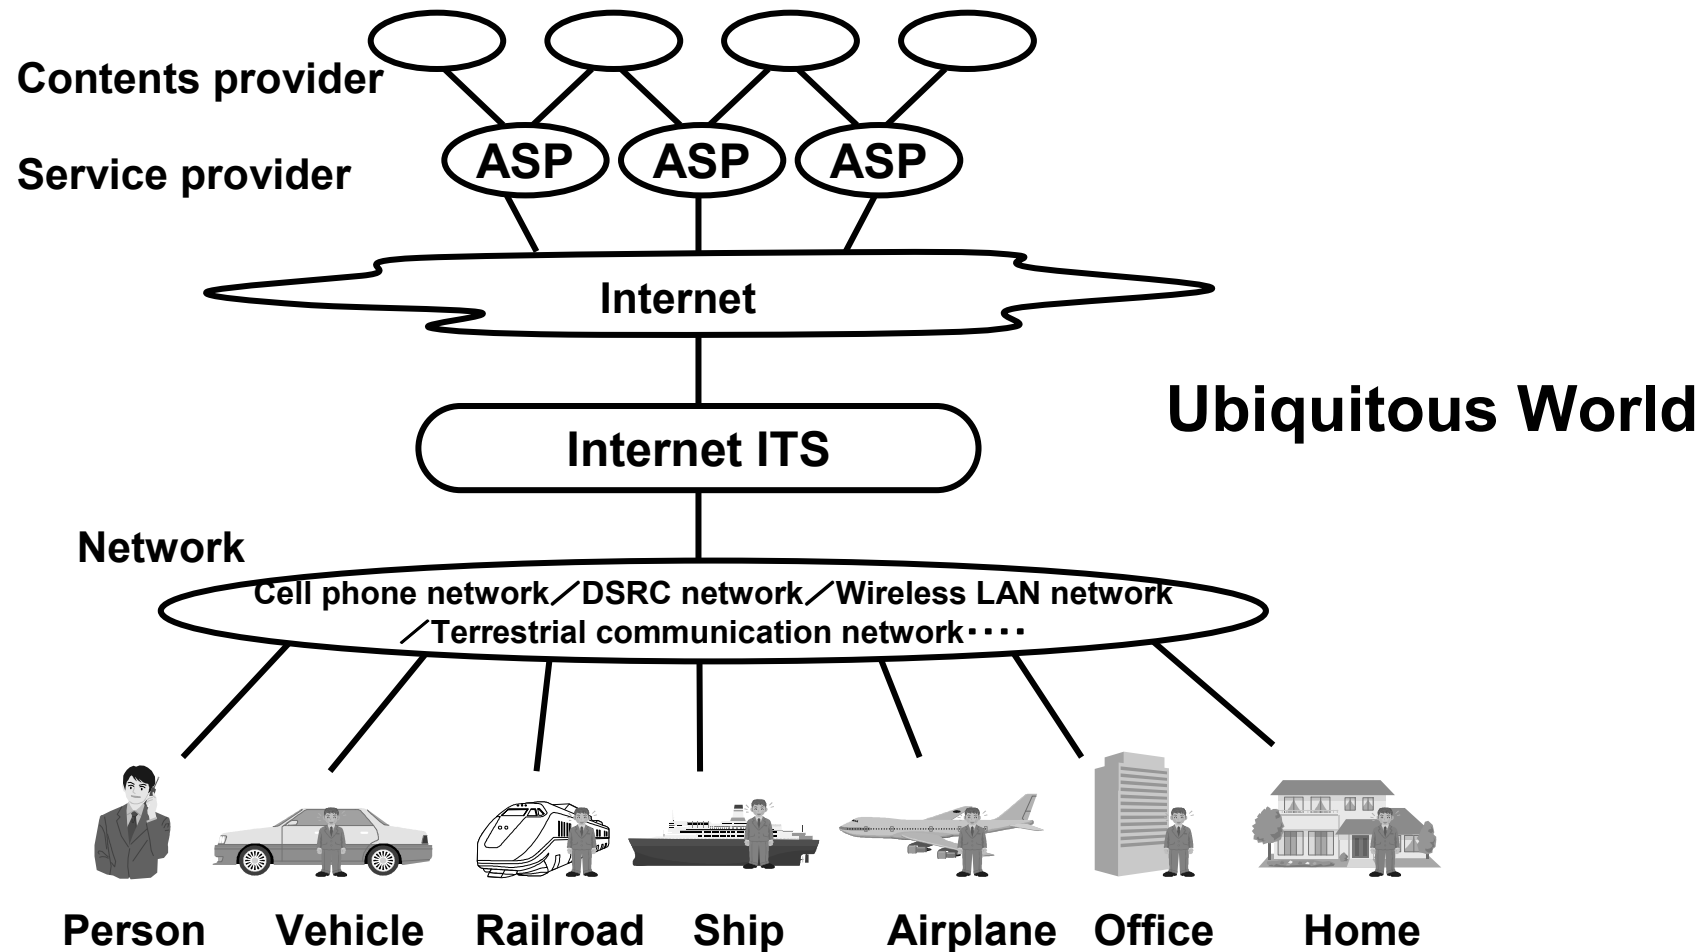 Contents provider
Service provider
ASP ASP ASP
Internet
Ubiquitous World
Internet ITS
Network
Cell phone network／DSRC network／Wireless LAN network
／Terrestrial communication network････
Person Vehicle Railroad Ship Airplane Office Home